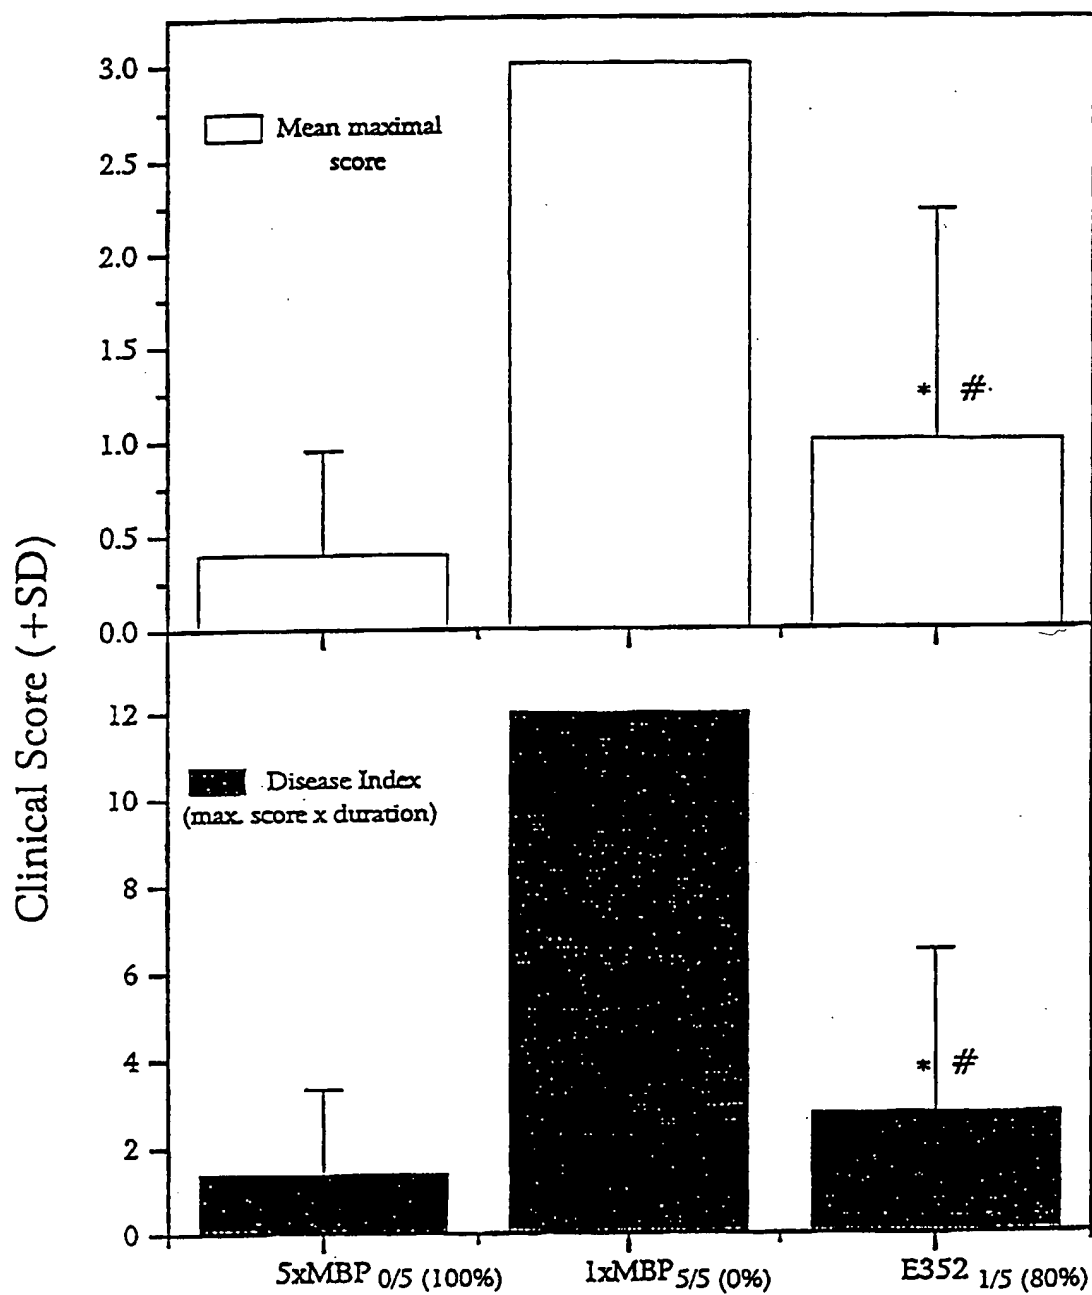 3.0
2.5
2.0
1.5
1.0
0.5
0.0
Mean maximal
score
* #
Clinical Score (+SD)
12
10
8
6
4
2
0
Disease Index
(max. score x duration)
* #
5xMBP 0/5 (100%)
1xMBP 5/5 (0%)
E352 1/5 (80%)